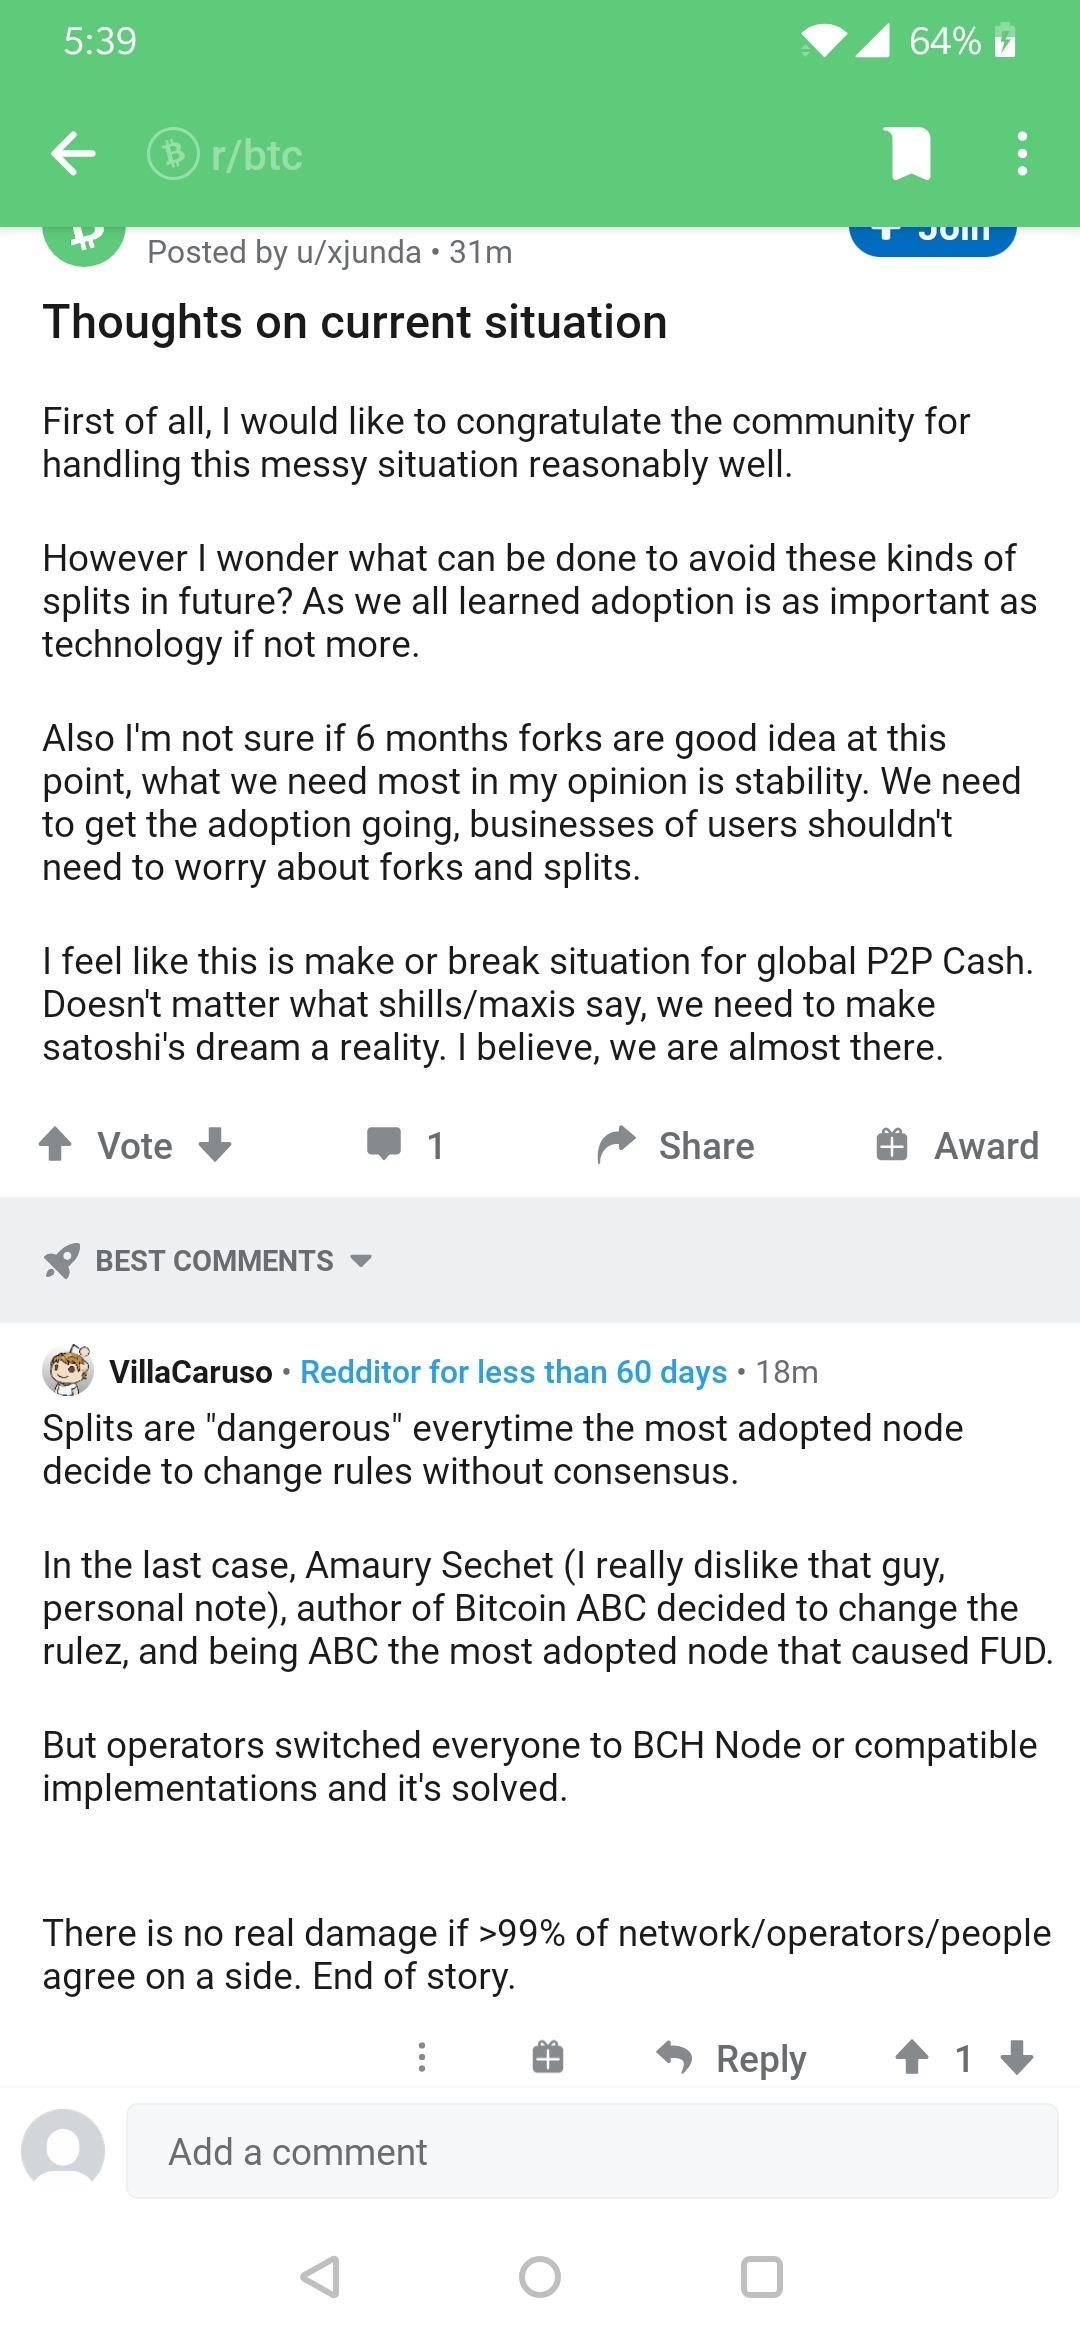 5:39
64%
r/btc
Posted by u/xjunda • 31m
Join
Thoughts on current situation
First of all, I would like to congratulate the community for
handling this messy situation reasonably well.
However I wonder what can be done to avoid these kinds of
splits in future? As we all learned adoption is as important as
technology if not more.
Also I'm not sure if 6 months forks are good idea at this
point, what we need most in my opinion is stability. We need
to get the adoption going, businesses of users shouldn't
need to worry about forks and splits.
I feel like this is make or break situation for global P2P Cash.
Doesn't matter what shills/maxis say, we need to make
satoshi's dream a reality. I believe, we are almost there.
Vote
1
Share
Award
BEST COMMENTS
VillaCaruso • Redditor for less than 60 days • 18m
Splits are "dangerous" everytime the most adopted node
decide to change rules without consensus.
In the last case, Amaury Sechet (I really dislike that guy,
personal note), author of Bitcoin ABC decided to change the
rulez, and being ABC the most adopted node that caused FUD.
But operators switched everyone to BCH Node or compatible
implementations and it's solved.
There is no real damage if >99% of network/operators/people
agree on a side. End of story.
Reply
1
Add a comment